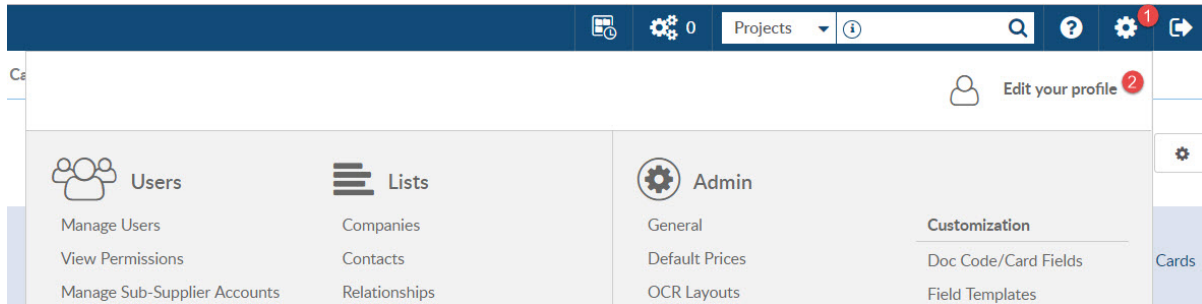 0 Projects 1
Ca
Edit your profile 2
Users Lists Admin
Manage Users Companies General Customization
View Permissions Contacts Default Prices Doc Code/Card Fields Cards
Manage Sub-Supplier Accounts Relationships OCR Layouts Field Templates